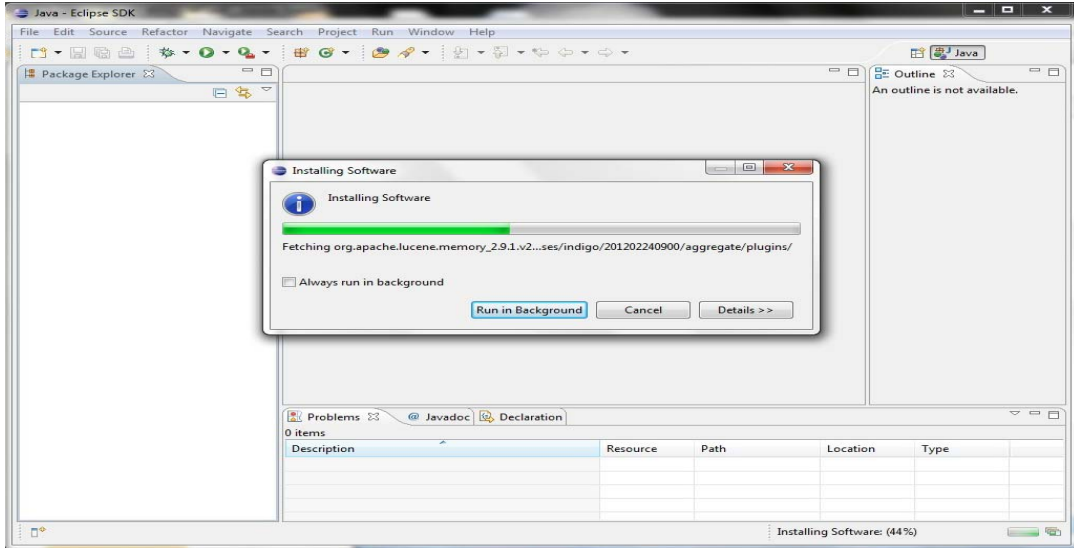 Java - Eclipse SDK
File Edit Source Refactor Navigate Search Project Run Window Help
Java
Package Explorer
Outline
An outline is not available.
Installing Software
Installing Software
Fetching org.apache.lucene.memory_2.9.1.v2...ses/indigo/201202240900/aggregate/plugins/
Always run in background
Run in Background Cancel Details >>
Problems @ Javadoc Declaration
0 items
Description Resource Path Location Type
Installing Software: (44%)